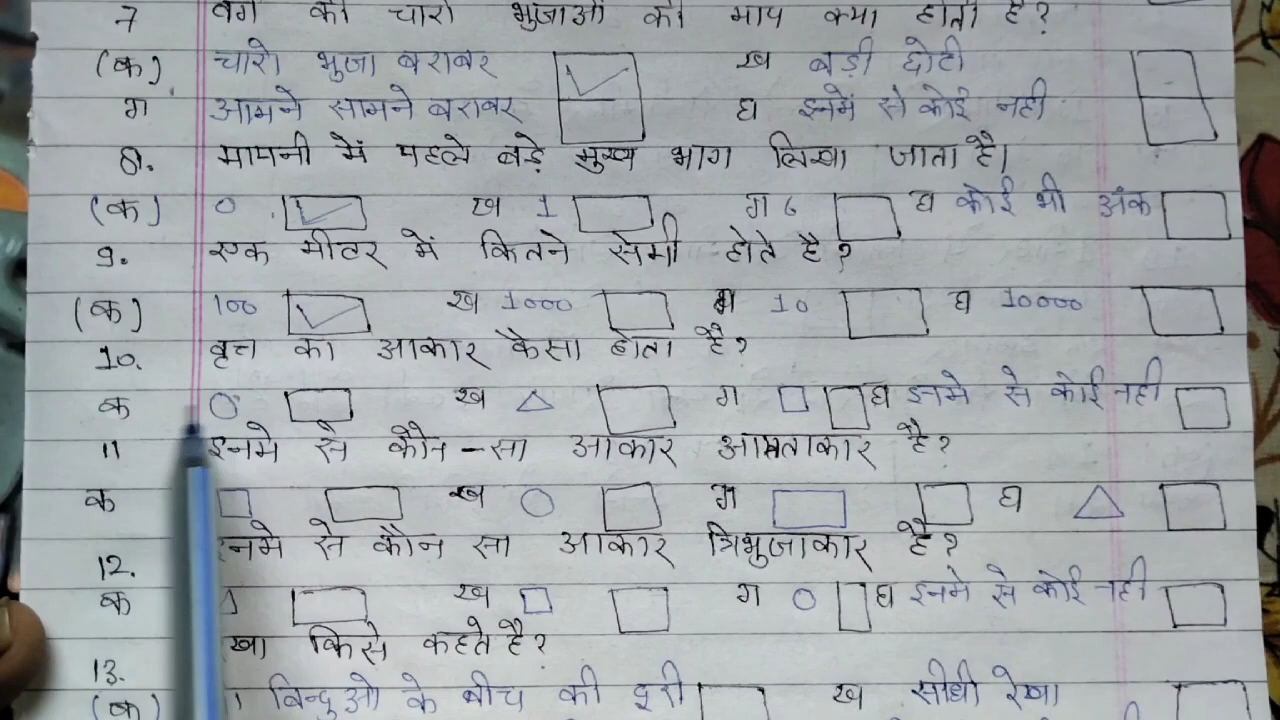 7 वर्ग की चारो भुजाओ की माप क्या होती है?
(क) चारो भुजा बराबर ख बड़ी छोटी
ग आमने सामने बराबर घ इनमें से कोई नही
8. मापनी में पहले बड़े मुख्य भाग लिखा जाता है।
(क) 0 ख 1 ग 6 घ कोई भी अंक
9. एक मीटर में कितने सेमी होते है?
(क) 100 ख 1000 ग 10 घ 10000
10. वृत्त का आकार कैसा होता है?
क ख ग घ इनमे से कोई नही
11 इनमे से कौन-सा आकार आयताकार है?
क ख ग घ
12. नमे से कौन सा आकार त्रिभुजाकार है?
क ख ग घ इनमे से कोई नही
13. खा किसे कहते है?
(क) बिन्दुओ के बीच की दूरी ख सीधी रेखा